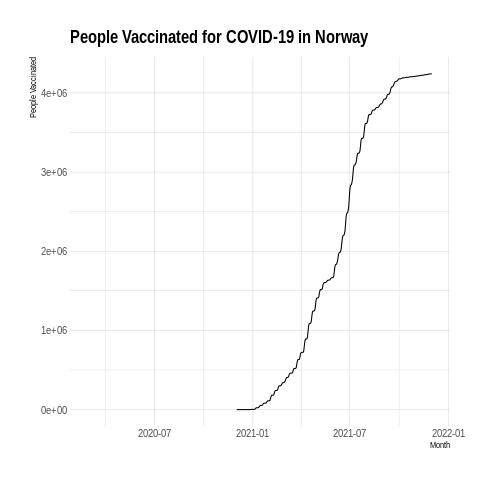 People Vaccinated for COVID-19 in Norway
People Vaccinated
4e+06
3e+06
2e+06
1e+06
0e+00
2020-07
2021-01
2021-07
2022-01
Month